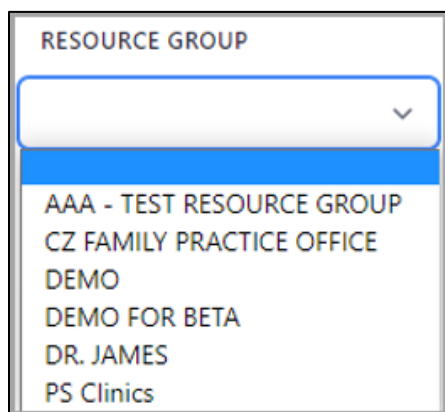 RESOURCE GROUP
AAA - TEST RESOURCE GROUP
CZ FAMILY PRACTICE OFFICE
DEMO
DEMO FOR BETA
DR. JAMES
PS Clinics